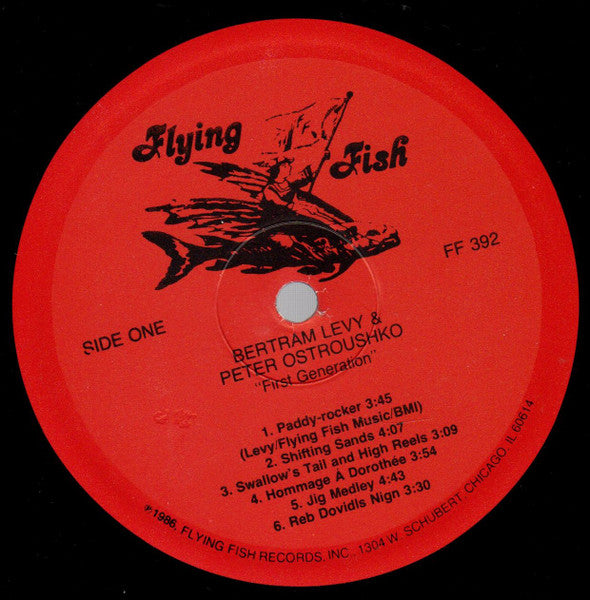 Flying Fish
FF 392
SIDE ONE
BERTRAM LEVY &
PETER OSTROUSHKO
"First Generation"
1. Paddy-rocker 3:45
(Levy/Flying Fish Music/BMI)
2. Shifting Sands 4:07
3. Swallow's Tail and High Reels 3:09
4. Hommage À Dorothée 3:54
5. Jig Medley 4:43
6. Reb Dovidls Nign 3:30
℗1986, FLYING FISH RECORDS, INC., 1304 W. SCHUBERT, CHICAGO, IL 60614